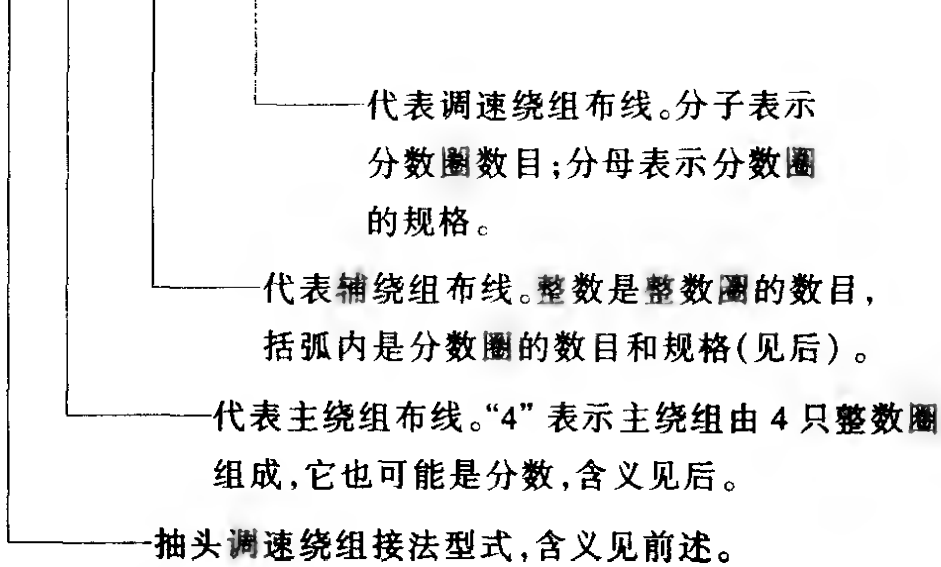 代表调速绕组布线。分子表示
分数圈数目;分母表示分数圈
的规格。
代表辅绕组布线。整数是整数圈的数目,
括弧内是分数圈的数目和规格(见后)。
代表主绕组布线。“4”表示主绕组由4只整数圈
组成,它也可能是分数,含义见后。
抽头调速绕组接法型式,含义见前述。